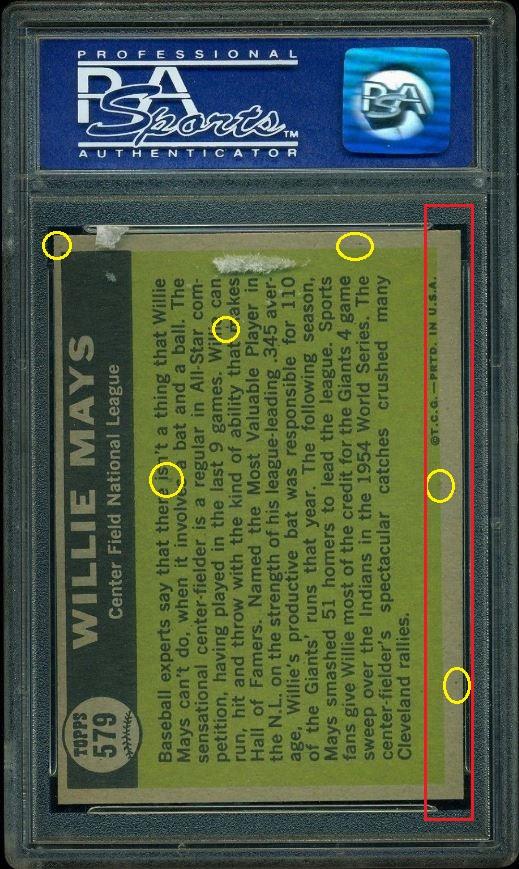 PROFESSIONAL
PSA
Sports™
AUTHENTICATOR
PSA
TOPPS
579
WILLIE MAYS
Center Field National League
Baseball experts say that there isn't a thing that Willie
Mays can't do, when it involves a bat and a ball. The
sensational center-fielder is a regular in All-Star com-
petition, having played in the last 9 games. Willie can
run, hit and throw with the kind of ability that makes
Hall of Famers. Named the Most Valuable Player in
the N.L. on the strength of his league-leading .345 aver-
age, Willie's productive bat was responsible for 110
of the Giants' runs that year. The following season,
Mays smashed 51 homers to lead the league. Sports
fans give Willie most of the credit for the Giants 4 game
sweep over the Indians in the 1954 World Series. The
center-fielder's spectacular catches crushed many
Cleveland rallies.
©T.C.G.—PRTD. IN U.S.A.